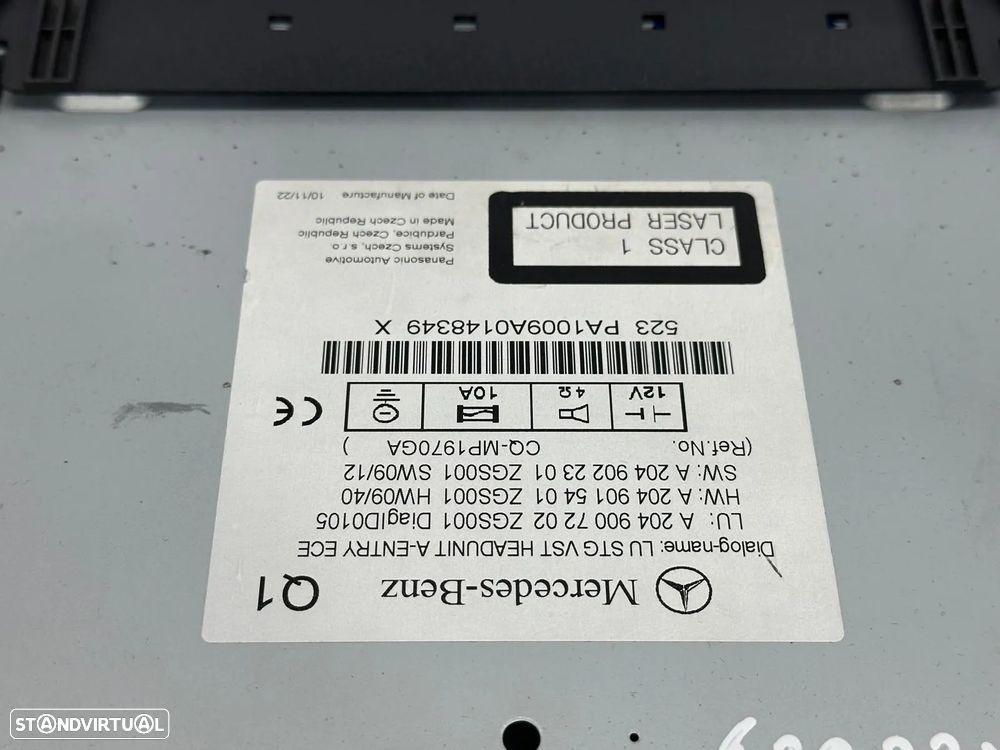 Mercedes-Benz
Q1
Dialog-name: LU STG VST HEADUNIT A-ENTRY ECE
LU: A 204 900 72 02 ZGS001 DiagID0105
HW: A 204 901 54 01 ZGS001 HW09/40
SW: A 204 902 23 01 ZGS001 SW09/12
(Ref.No. CQ-MP1970GA )
12V
4Ω
10A
CE
523 PA1009A0148349 X
CLASS 1
LASER PRODUCT
Panasonic Automotive
Systems Czech, s.r.o.
Pardubice, Czech Republic
Made in Czech Republic
Date of Manufacture 10/11/22
STANDVIRTUAL